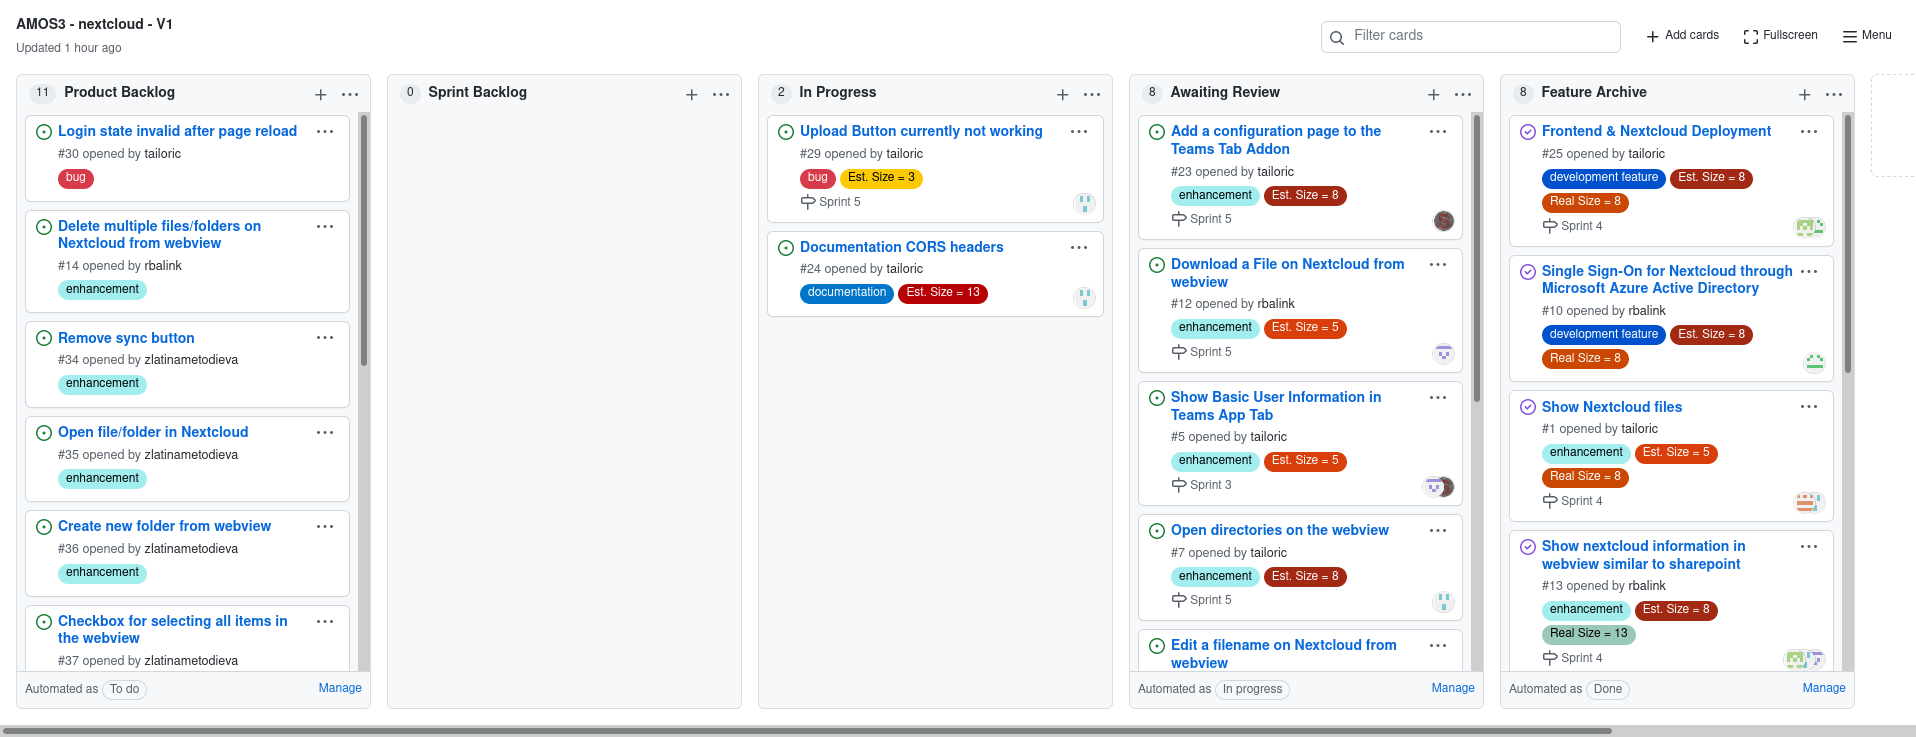 AMOS3 - nextcloud - V1
Updated 1 hour ago
Filter cards
Add cards
Fullscreen
Menu
11 Product Backlog
Login state invalid after page reload
#30 opened by tailoric
bug
Delete multiple files/folders on
Nextcloud from webview
#14 opened by rbalink
enhancement
Remove sync button
#34 opened by zlatinametodieva
enhancement
Open file/folder in Nextcloud
#35 opened by zlatinametodieva
enhancement
Create new folder from webview
#36 opened by zlatinametodieva
enhancement
Checkbox for selecting all items in
the webview
#37 opened by zlatinametodieva
Automated as To do Manage
0 Sprint Backlog
2 In Progress
Upload Button currently not working
#29 opened by tailoric
bug Est. Size = 3
Sprint 5
Documentation CORS headers
#24 opened by tailoric
documentation Est. Size = 13
8 Awaiting Review
Add a configuration page to the
Teams Tab Addon
#23 opened by tailoric
enhancement Est. Size = 8
Sprint 5
Download a File on Nextcloud from
webview
#12 opened by rbalink
enhancement Est. Size = 5
Sprint 5
Show Basic User Information in
Teams App Tab
#5 opened by tailoric
enhancement Est. Size = 5
Sprint 3
Open directories on the webview
#7 opened by tailoric
enhancement Est. Size = 8
Sprint 5
Edit a filename on Nextcloud from
webview
Automated as In progress Manage
8 Feature Archive
Frontend & Nextcloud Deployment
#25 opened by tailoric
development feature Est. Size = 8
Real Size = 8
Sprint 4
Single Sign-On for Nextcloud through
Microsoft Azure Active Directory
#10 opened by rbalink
development feature Est. Size = 8
Real Size = 8
Show Nextcloud files
#1 opened by tailoric
enhancement Est. Size = 5
Real Size = 8
Sprint 4
Show nextcloud information in
webview similar to sharepoint
#13 opened by rbalink
enhancement Est. Size = 8
Real Size = 13
Sprint 4
Automated as Done Manage